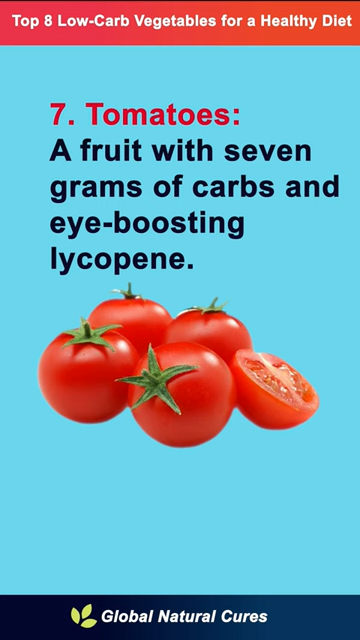 Top 8 Low-Carb Vegetables for a Healthy Diet
7. Tomatoes:
A fruit with seven
grams of carbs and
eye-boosting
lycopene.
Global Natural Cures